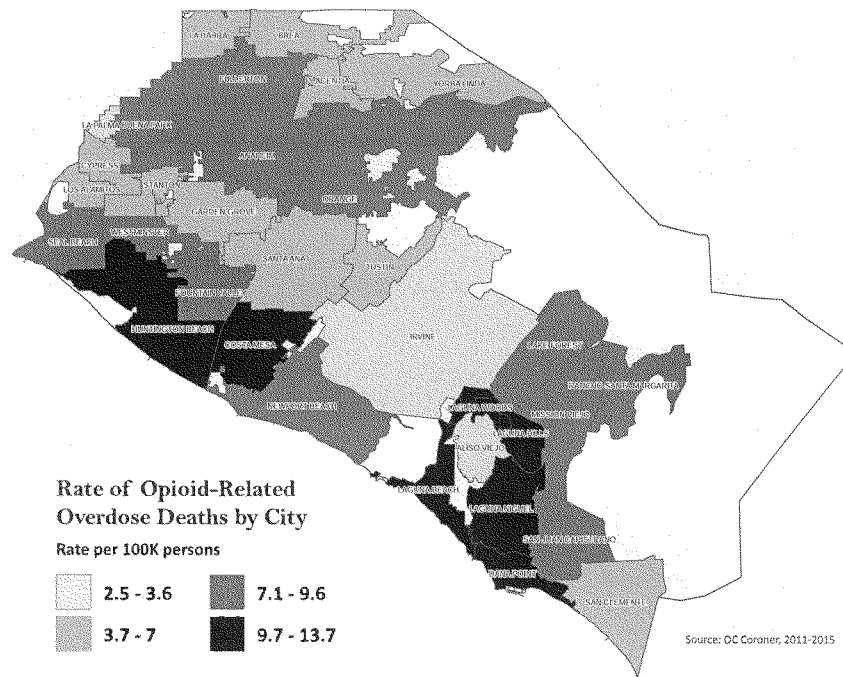 LA HABRA
BREA
FULLERTON
PLACENTIA
YORBA LINDA
LA PALMA BUENA PARK
ANAHEIM
CYPRESS
STANTON
LOS ALAMITOS
ORANGE
GARDEN GROVE
WESTMINSTER
SEAL BEACH
SANTA ANA
TUSTIN
FOUNTAIN VALLEY
HUNTINGTON BEACH
COSTA MESA
IRVINE
LAKE FOREST
RANCHO SANTA MARGARITA
NEWPORT BEACH
LAGUNA WOODS
MISSION VIEJO
LAGUNA HILLS
ALISO VIEJO
LAGUNA BEACH
LAGUNA NIGUEL
SAN JUAN CAPISTRANO
DANA POINT
SAN CLEMENTE
Rate of Opioid-Related
Overdose Deaths by City
Rate per 100K persons
2.5 - 3.6
7.1 - 9.6
3.7 - 7
9.7 - 13.7
Source: OC Coroner, 2011-2015